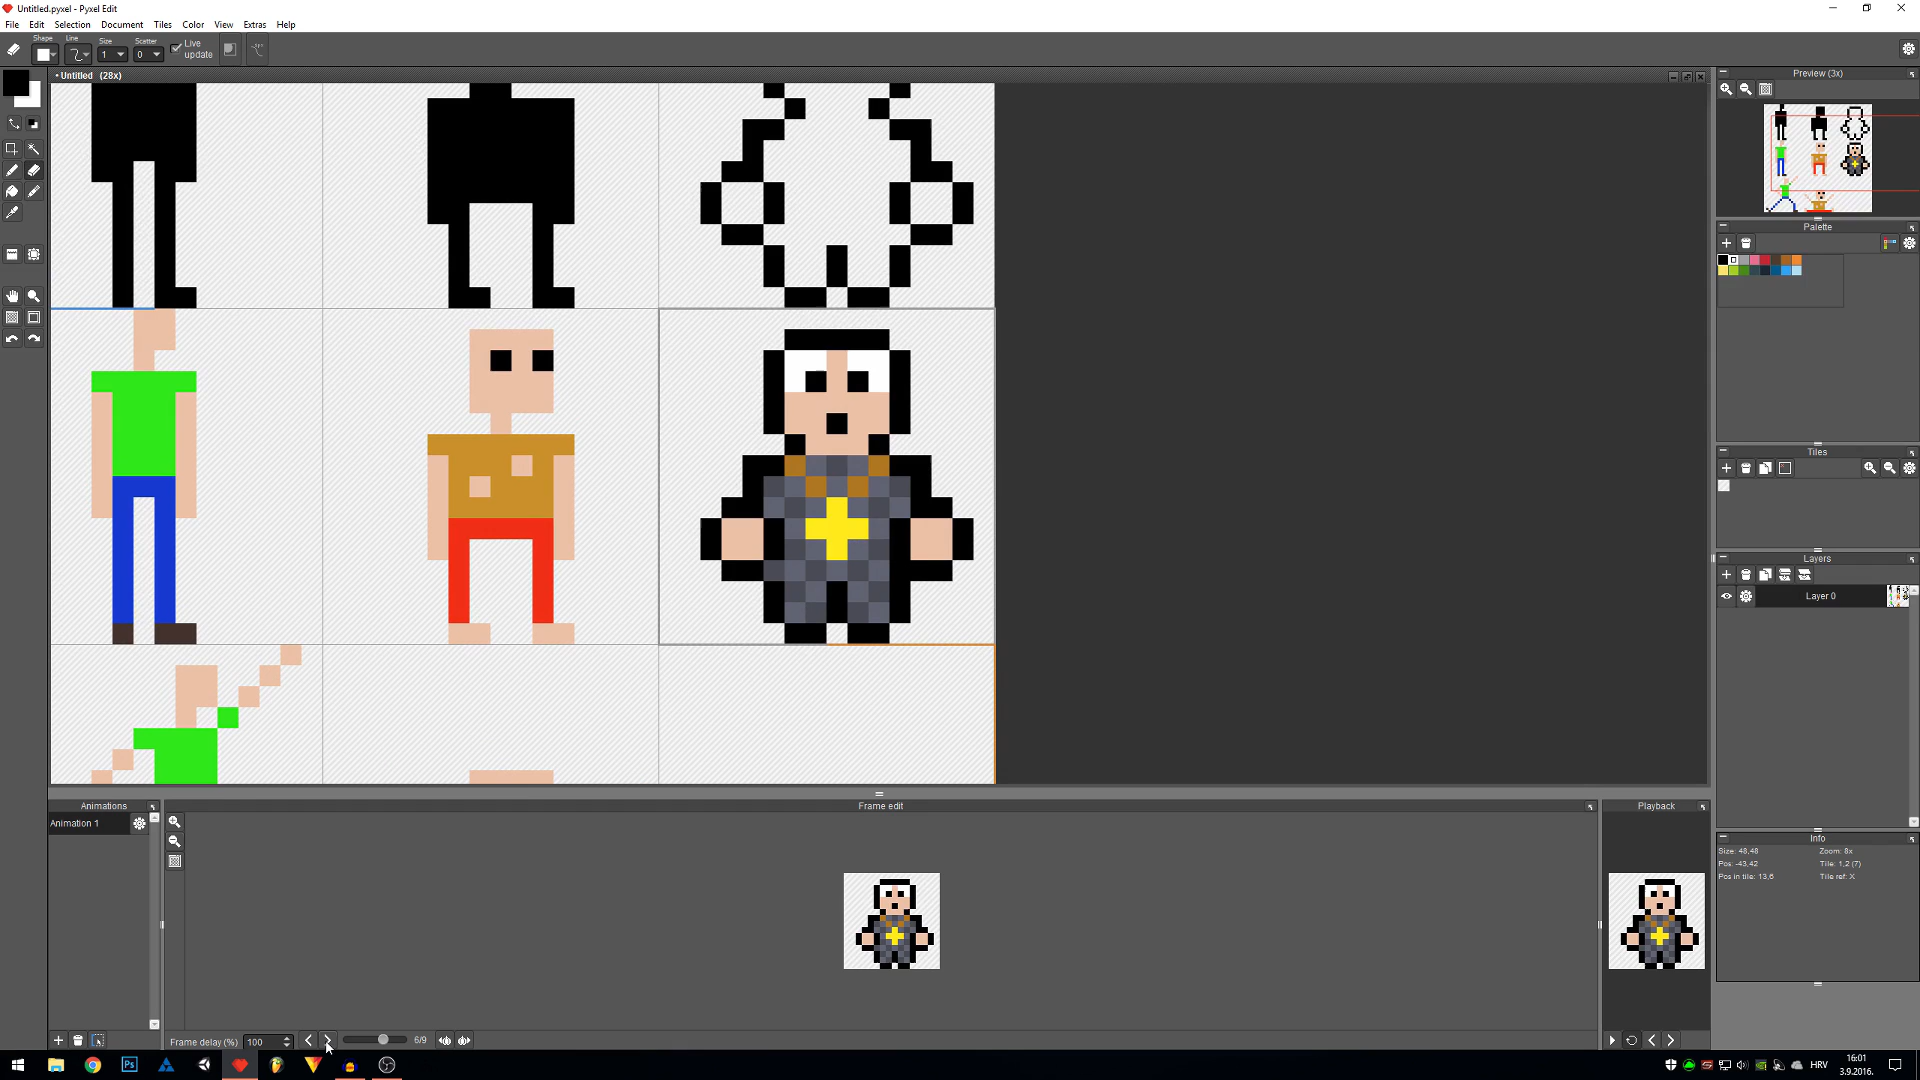 Untitled.pyxel - Pyxel Edit
File Edit Selection Document Tiles Color View Extras Help
Shape Line Size Scatter
1 0 Live update
• Untitled (28x)
Preview (3x)
Palette
Tiles
Layers
Layer 0
Animations Frame edit Playback
Animation 1
Info
Size: 48,48 Zoom: 8x
Pos: -43,42 Tile: 1,2 (7)
Pos in tile: 13,6 Tile ref: X
Frame delay (%) 100 6/9
Ps HRV
16:01
3.9.2016.